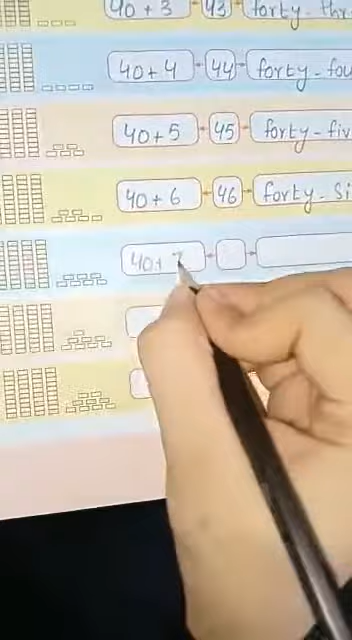 40 + 3 43 forty - thr
40 + 4 44 forty - fou
40 + 5 45 forty - fiv
40 + 6 46 forty - Si
40 + 7